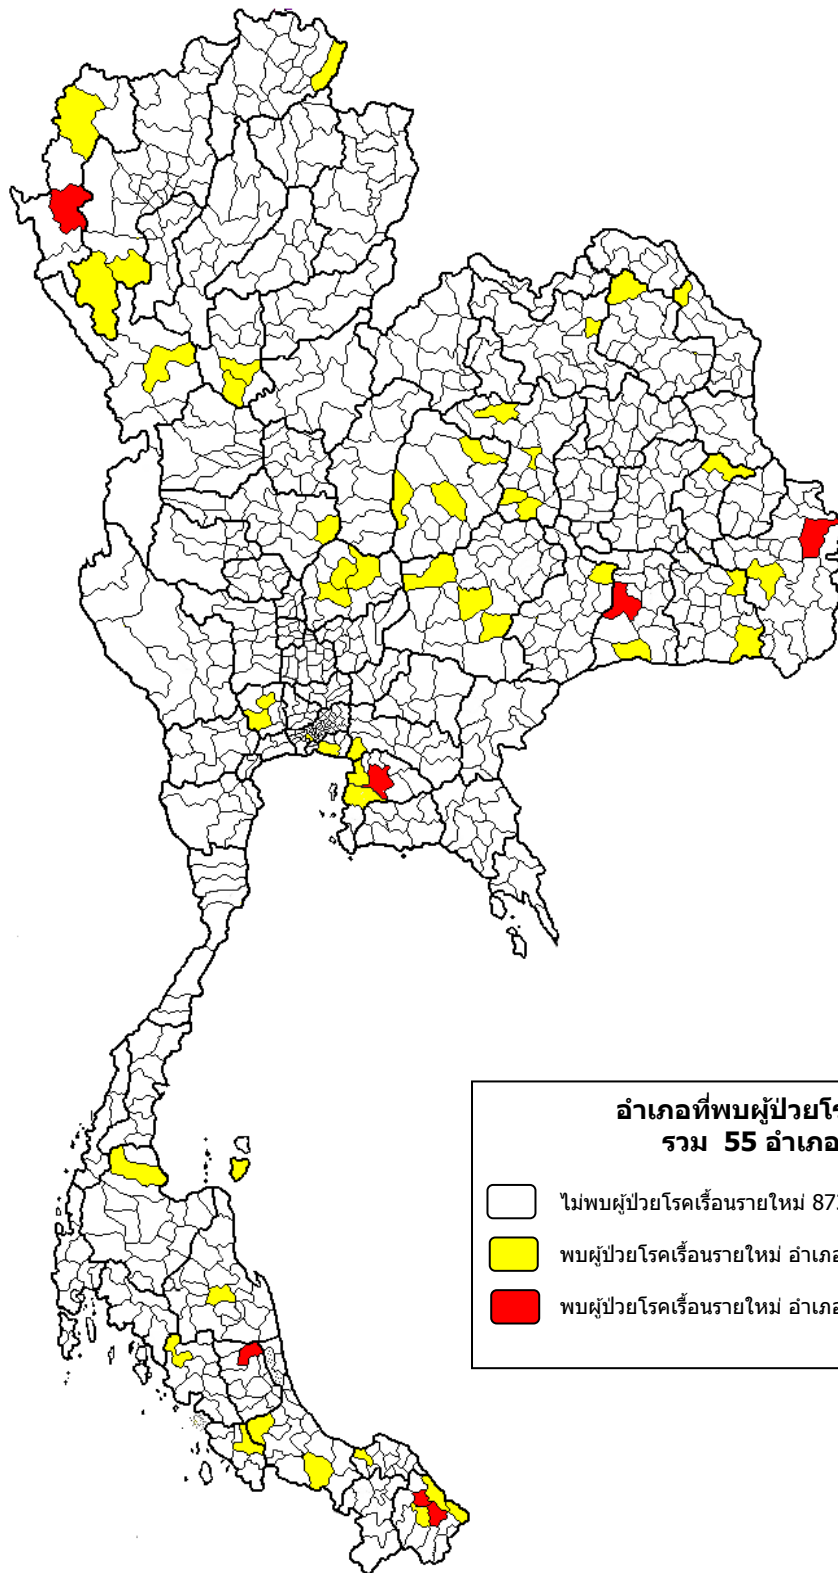 อำเภอที่พบผู้ป่วยโร
รวม 55 อำเภอ
ไม่พบผู้ป่วยโรคเรื้อนรายใหม่ 87
พบผู้ป่วยโรคเรื้อนรายใหม่ อำเภอ
พบผู้ป่วยโรคเรื้อนรายใหม่ อำเภอ